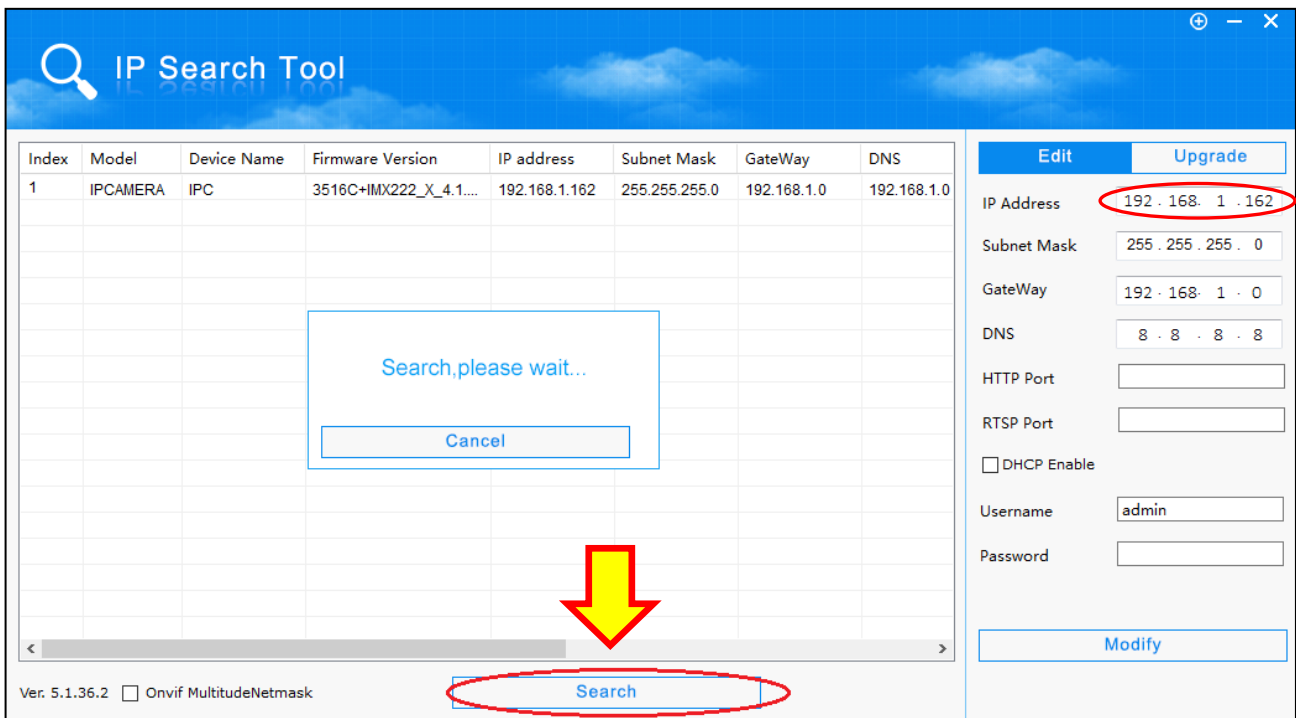 IP Search Tool
Index Model Device Name Firmware Version IP address Subnet Mask GateWay DNS
1 IPCAMERA IPC 3516C+IMX222_X_4.1.... 192.168.1.162 255.255.255.0 192.168.1.0 192.168.1.0
Search,please wait...
Cancel
Ver. 5.1.36.2 Onvif MultitudeNetmask
Search
Edit Upgrade
IP Address 192 . 168. 1 . 162
Subnet Mask 255 . 255 . 255 . 0
GateWay 192 . 168. 1 . 0
DNS 8 . 8 . 8 . 8
HTTP Port
RTSP Port
DHCP Enable
Username admin
Password
Modify